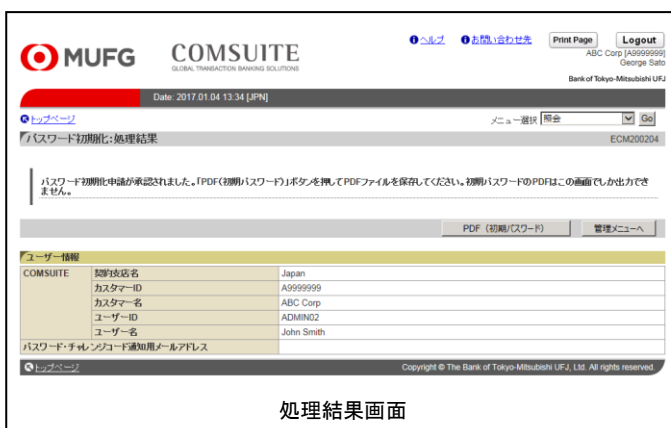 ヘルプ お問い合わせ先 Print Page Logout
MUFG COMSUITE
GLOBAL TRANSACTION BANKING SOLUTIONS
ABC Corp [A9999999]
George Sato
Bank of Tokyo-Mitsubishi UFJ
Date: 2017.01.04 13:34 [JPN]
トップページ メニュー選択 照会 Go
パスワード初期化:処理結果 ECM200204
パスワード初期化申請が承認されました。「PDF(初期パスワード)」ボタンを押してPDFファイルを保存してください。初期パスワードのPDFはこの画面でしか出力でき
ません。
PDF (初期パスワード) 管理メニューへ
ユーザー情報
COMSUITE 契約支店名 Japan
カスタマーID A9999999
カスタマー名 ABC Corp
ユーザーID ADMIN02
ユーザー名 John Smith
パスワード・チャレンジコード通知用メールアドレス
トップページ Copyright © The Bank of Tokyo-Mitsubishi UFJ, Ltd. All rights reserved.
処理結果画面